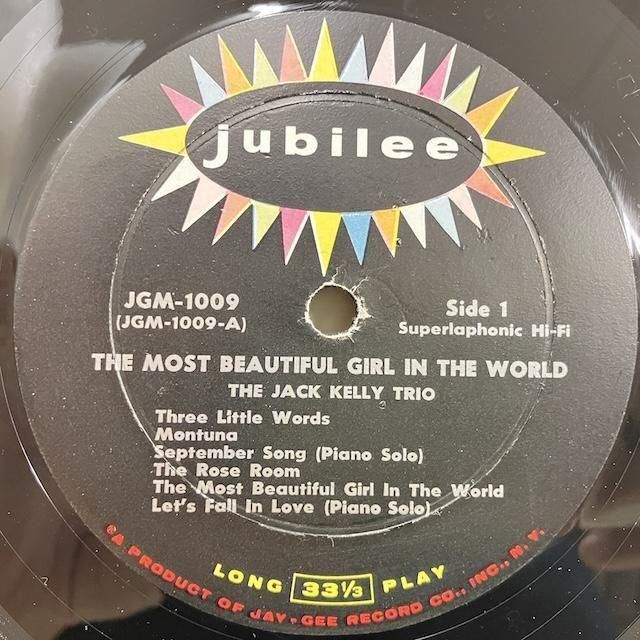 jubilee
JGM-1009
(JGM-1009-A)
Side 1
Superlaphonic Hi-Fi
THE MOST BEAUTIFUL GIRL IN THE WORLD
THE JACK KELLY TRIO
Three Little Words
Montuna
September Song (Piano Solo)
The Rose Room
The Most Beautiful Girl In The World
Let's Fall In Love (Piano Solo)
LONG 33⅓ PLAY
A PRODUCT OF JAY-GEE RECORD CO., INC., N.Y.